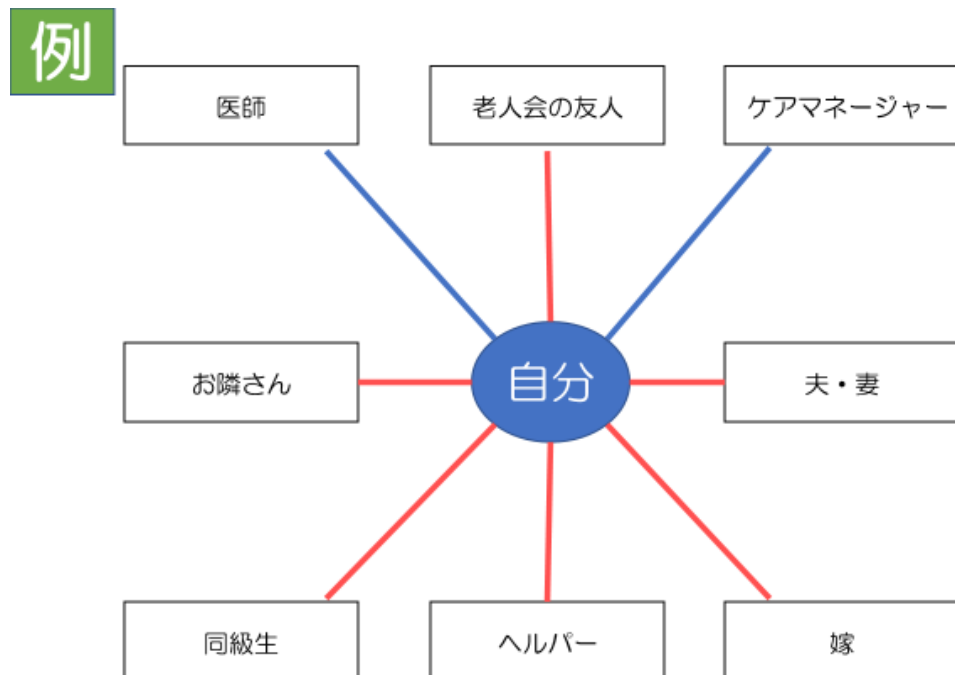 例
医師
老人会の友人
ケアマネージャー
お隣さん
自分
夫・妻
同級生
ヘルパー
嫁